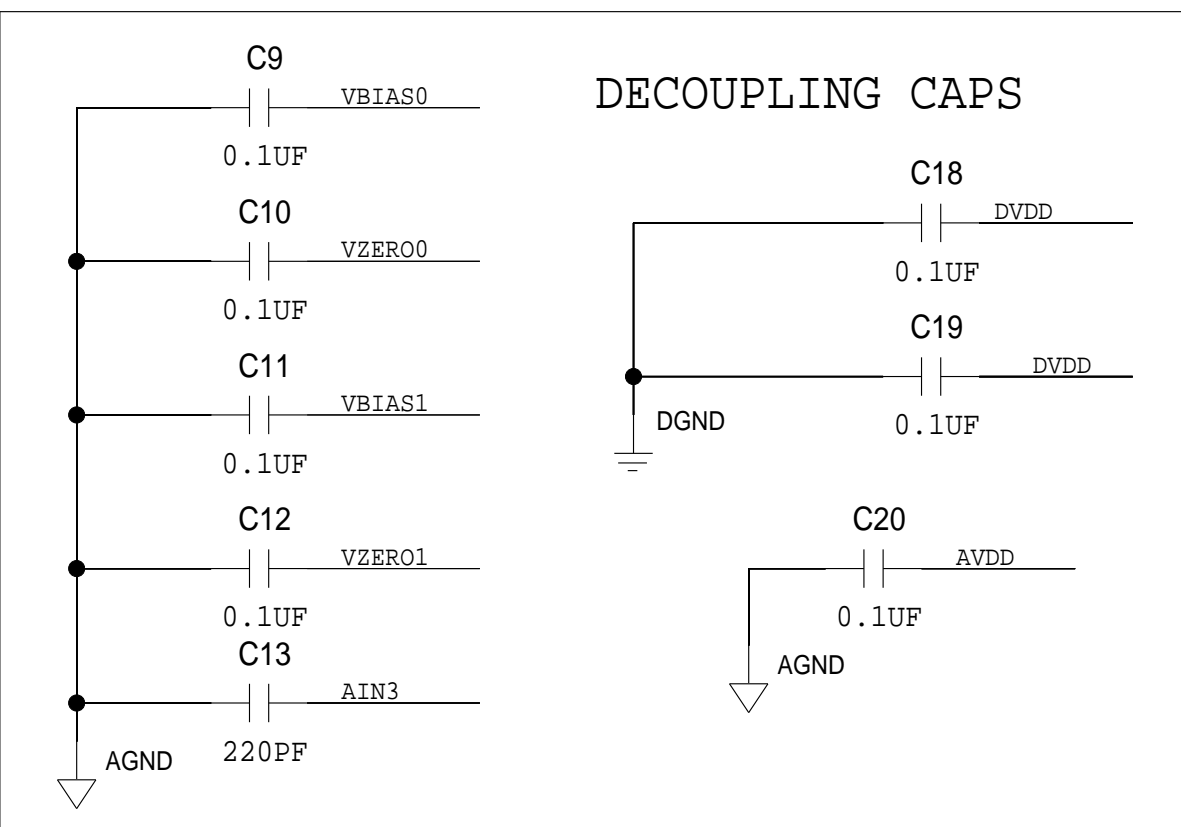 C9
VBIAS0
0.1UF
C10
VZERO0
0.1UF
C11
VBIAS1
0.1UF
C12
VZERO1
0.1UF
C13
AIN3
220PF
AGND
DECOUPLING CAPS
C18
DVDD
0.1UF
C19
DVDD
0.1UF
DGND
C20
AVDD
0.1UF
AGND